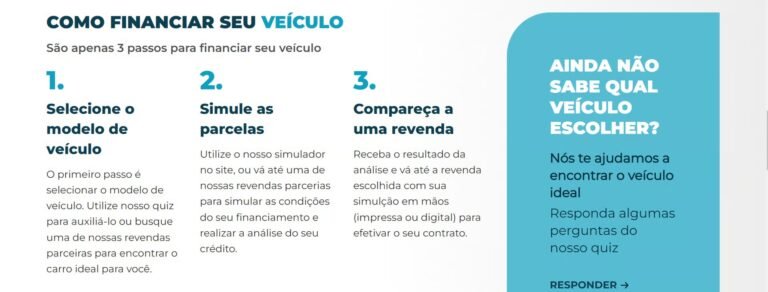 COMO FINANCIAR SEU VEÍCULO
São apenas 3 passos para financiar seu veículo
1.
Selecione o
modelo de
veículo
O primeiro passo é
selecionar o modelo de
veículo. Utilize nosso quiz
para auxiliá-lo ou busque
uma de nossas revendas
parceiras para encontrar o
carro ideal para você.
2.
Simule as
parcelas
Utilize o nosso simulador
no site, ou vá até uma de
nossas revendas parcerias
para simular as condições
do seu financiamento e
realizar a análise do seu
crédito.
3.
Compareça a
uma revenda
Receba o resultado da
análise e vá até a revenda
escolhida com sua
simulção em mãos
(impressa ou digital) para
efetivar o seu contrato.
AINDA NÃO
SABE QUAL
VEÍCULO
ESCOLHER?
Nós te ajudamos a
encontrar o veículo
ideal
Responda algumas
perguntas do
nosso quiz
RESPONDER →